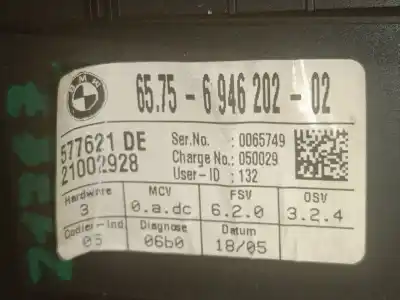 BMW
65.75 - 6 946 202 - 02
577621 DE
21002928
Ser.No. : 0065749
Charge No.: 050029
User-ID : 132
Hardware MCV FSV OSV
3 0.a.dc 6.2.0 3.2.4
Codier-Ind Diagnose Datum
05 06b0 18/05